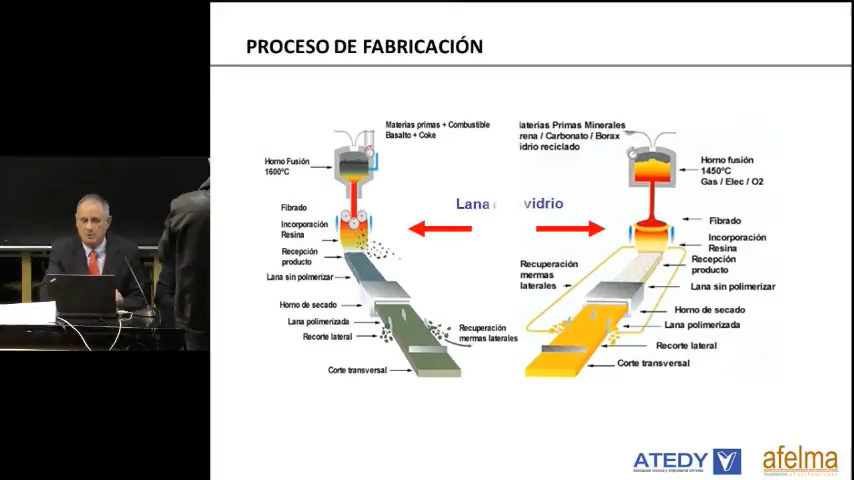 PROCESO DE FABRICACIÓN
Materias primas + Combustible
Basalto + Coke
Horno Fusión
1600ºC
Fibrado
Incorporación
Resina
Recepción
producto
Lana sin polmerizar
Horno de secado
Lana polimerizada
Recorte lateral
Corte transversal
Recuperación
mermas laterales
Lana
vidrio
aterias Primas Minerales
rena / Carbonato / Borax
idrio reciclado
Horno fusión
1450ºC
Gas / Elec / O2
Fibrado
Incorporación
Resina
Recepción
producto
Recuperación
mermas
laterales
Lana sin polimerizar
Horno de secado
Lana polimerizada
Recorte lateral
Corte transversal
ATEDY
afelma